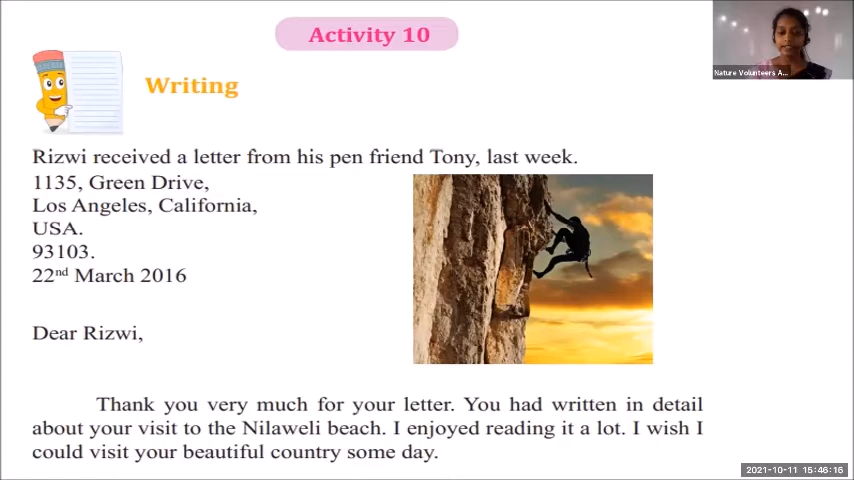 Activity 10
Nature Volunteers A...
Writing
Rizwi received a letter from his pen friend Tony, last week.
1135, Green Drive,
Los Angeles, California,
USA.
93103.
22nd March 2016
Dear Rizwi,
Thank you very much for your letter. You had written in detail
about your visit to the Nilaweli beach. I enjoyed reading it a lot. I wish I
could visit your beautiful country some day.
2021-10-11 15:46:16